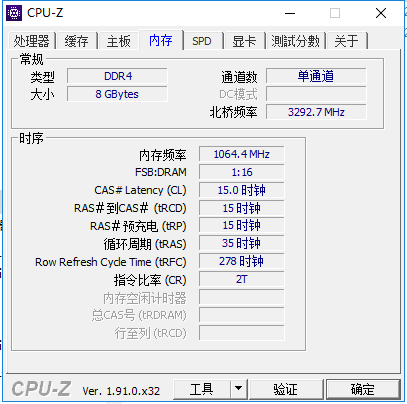 CPU-Z
处理器 缓存 主板 内存 SPD 显卡 測試分數 关于
常规
类型 DDR4 通道数 单通道
大小 8 GBytes DC模式
北桥频率 3292.7 MHz
时序
内存频率 1064.4 MHz
FSB:DRAM 1:16
CAS# Latency (CL) 15.0 时钟
RAS#到CAS# (tRCD) 15 时钟
RAS#预充电 (tRP) 15 时钟
循环周期 (tRAS) 35 时钟
Row Refresh Cycle Time (tRFC) 278 时钟
指令比率 (CR) 2T
内存空闲计时器
总CAS号 (tRDRAM)
行至列 (tRCD)
CPU-Z Ver. 1.91.0.x32 工具 验证 确定